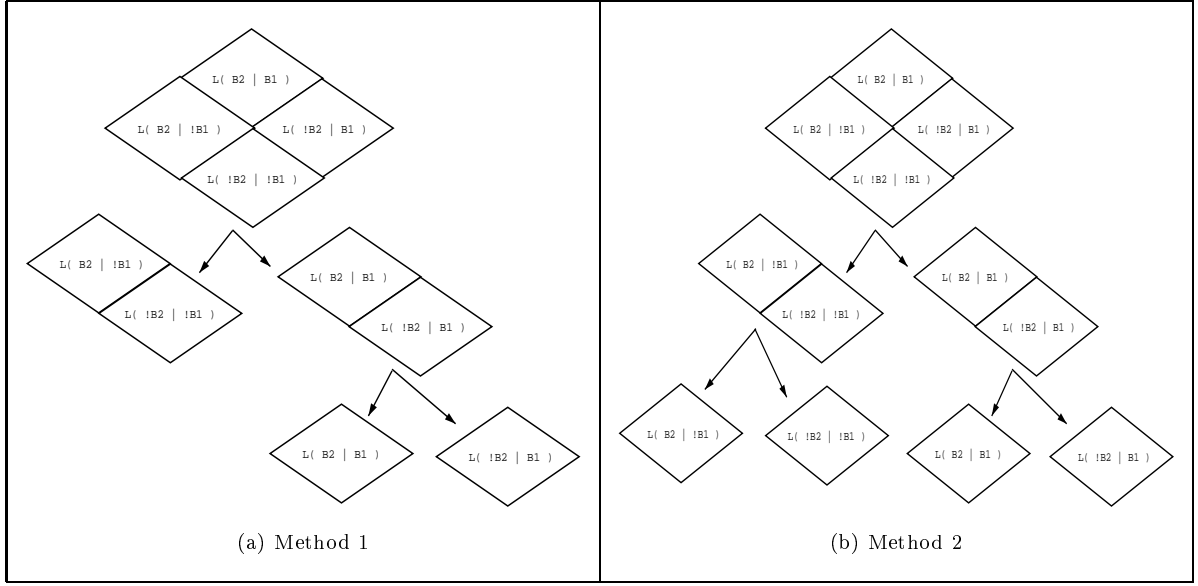 L( B2 | B1 )
L( B2 | !B1 )
L( !B2 | B1 )
L( !B2 | !B1 )
L( B2 | !B1 )
L( !B2 | !B1 )
L( B2 | B1 )
L( !B2 | B1 )
L( B2 | B1 )
L( !B2 | B1 )
(a) Method 1
L( B2 | B1 )
L( B2 | !B1 )
L( !B2 | B1 )
L( !B2 | !B1 )
L( B2 | !B1 )
L( !B2 | !B1 )
L( B2 | B1 )
L( !B2 | B1 )
L( B2 | !B1 )
L( !B2 | !B1 )
L( B2 | B1 )
L( !B2 | B1 )
(b) Method 2